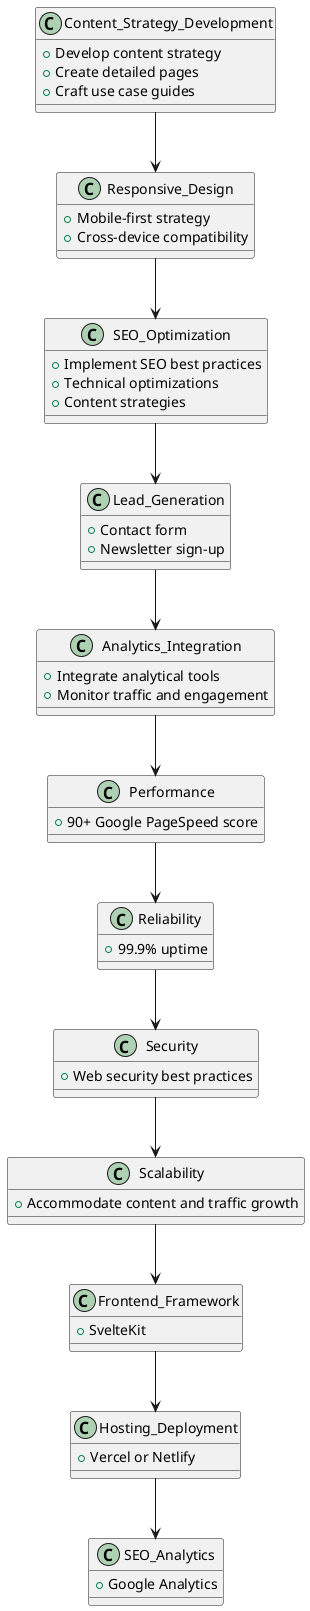 C Content_Strategy_Development
Develop content strategy
Create detailed pages
Craft use case guides
C Responsive_Design
Mobile-first strategy
Cross-device compatibility
C SEO_Optimization
Implement SEO best practices
Technical optimizations
Content strategies
C Lead_Generation
Contact form
Newsletter sign-up
C Analytics_Integration
Integrate analytical tools
Monitor traffic and engagement
C Performance
90+ Google PageSpeed score
C Reliability
99.9% uptime
C Security
Web security best practices
C Scalability
Accommodate content and traffic growth
C Frontend_Framework
SvelteKit
C Hosting_Deployment
Vercel or Netlify
C SEO_Analytics
Google Analytics